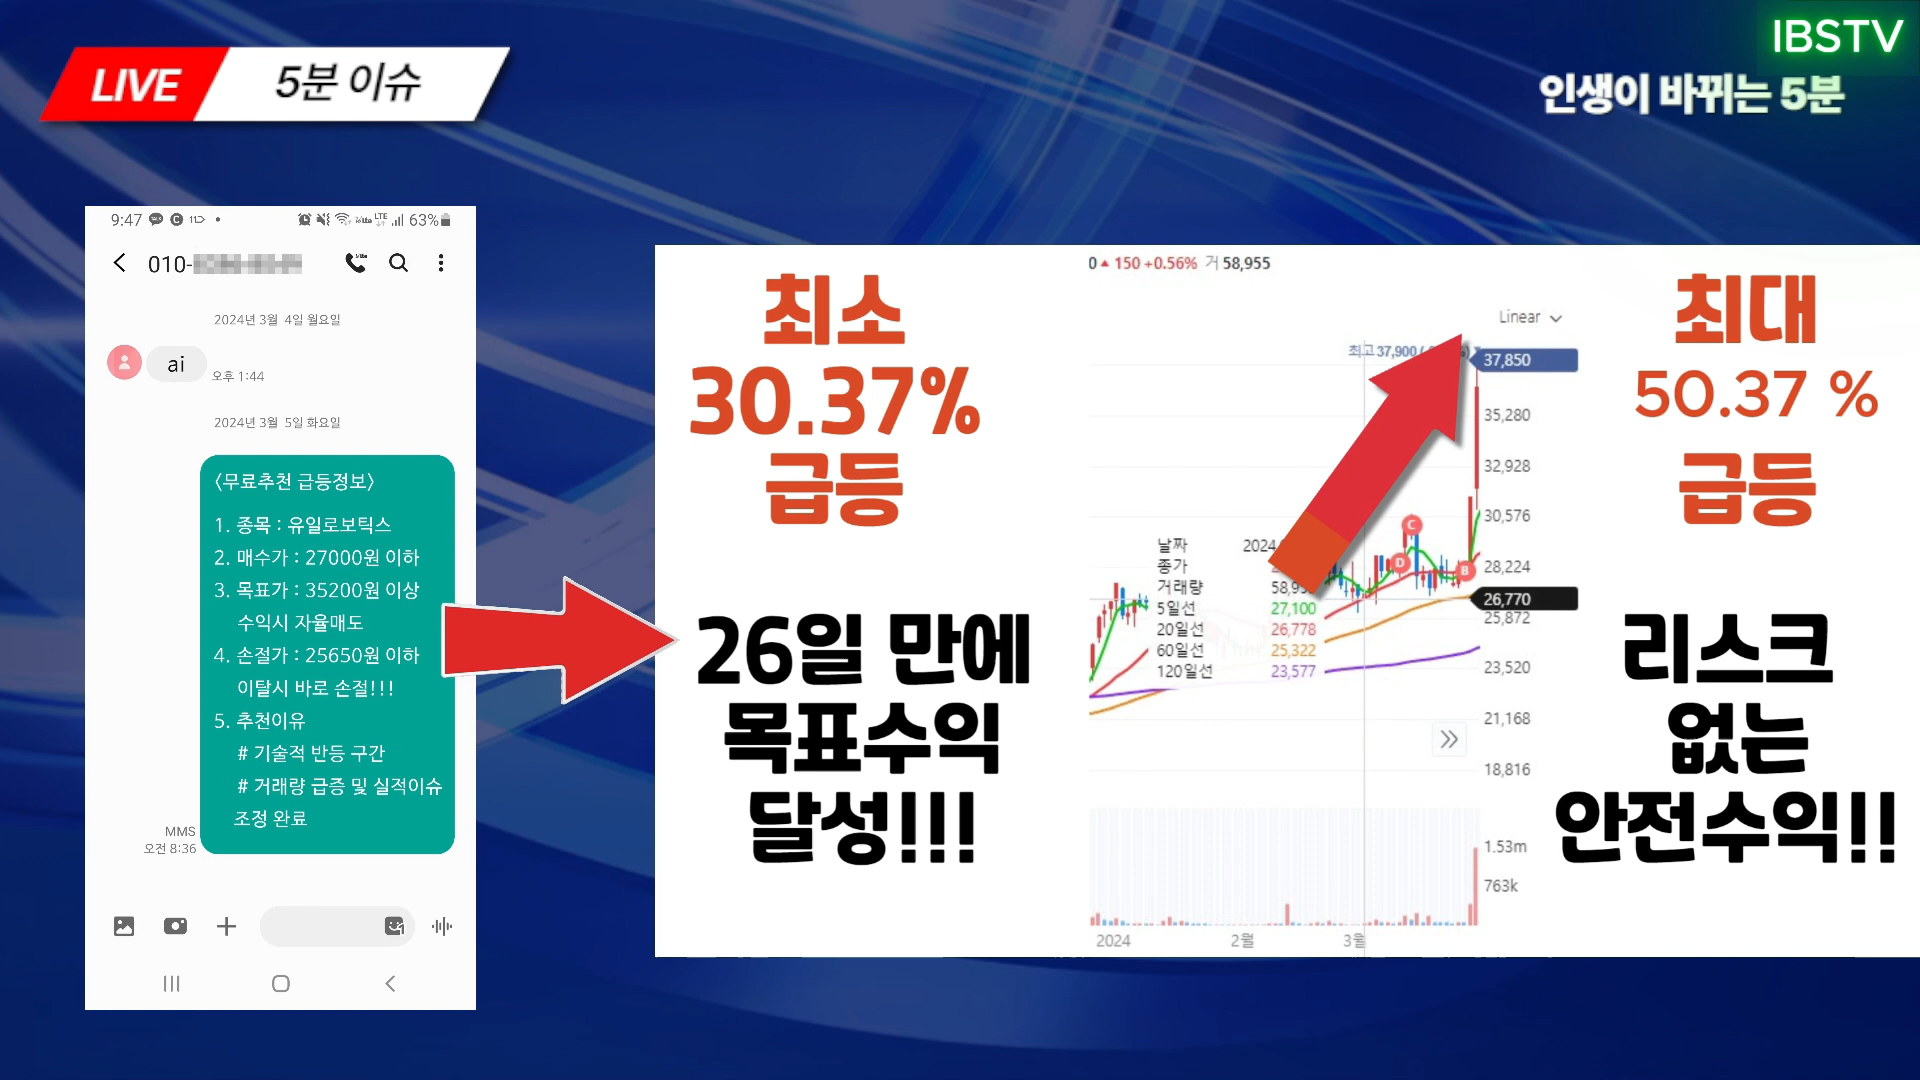 IBSTV
LIVE 5분 이슈
인생이 바뀌는 5분
9:47
LTE
63%
010-
2024년 3월 4일 월요일
ai
오후 1:44
2024년 3월 5일 화요일
〈무료추천 급등정보〉
1. 종목 : 유일로보틱스
2. 매수가 : 27000원 이하
3. 목표가 : 35200원 이상
수익시 자율매도
4. 손절가 : 25650원 이하
이탈시 바로 손절!!!
5. 추천이유
# 기술적 반등 구간
# 거래량 급증 및 실적이슈
조정 완료
MMS
오전 8:36
최소
30.37%
급등
26일 만에
목표수익
달성!!!
0 ▲ 150 +0.56% 거 58,955
Linear
최고 37,900
37,850
35,280
32,928
30,576
28,224
26,770
25,872
23,520
21,168
18,816
1.53m
763k
C
D
B
날짜 2024
종가
거래량
5일선 27,100
20일선 26,778
60일선 25,322
120일선 23,577
2024 2월 3월
최대
50.37 %
급등
리스크
없는
안전수익!!